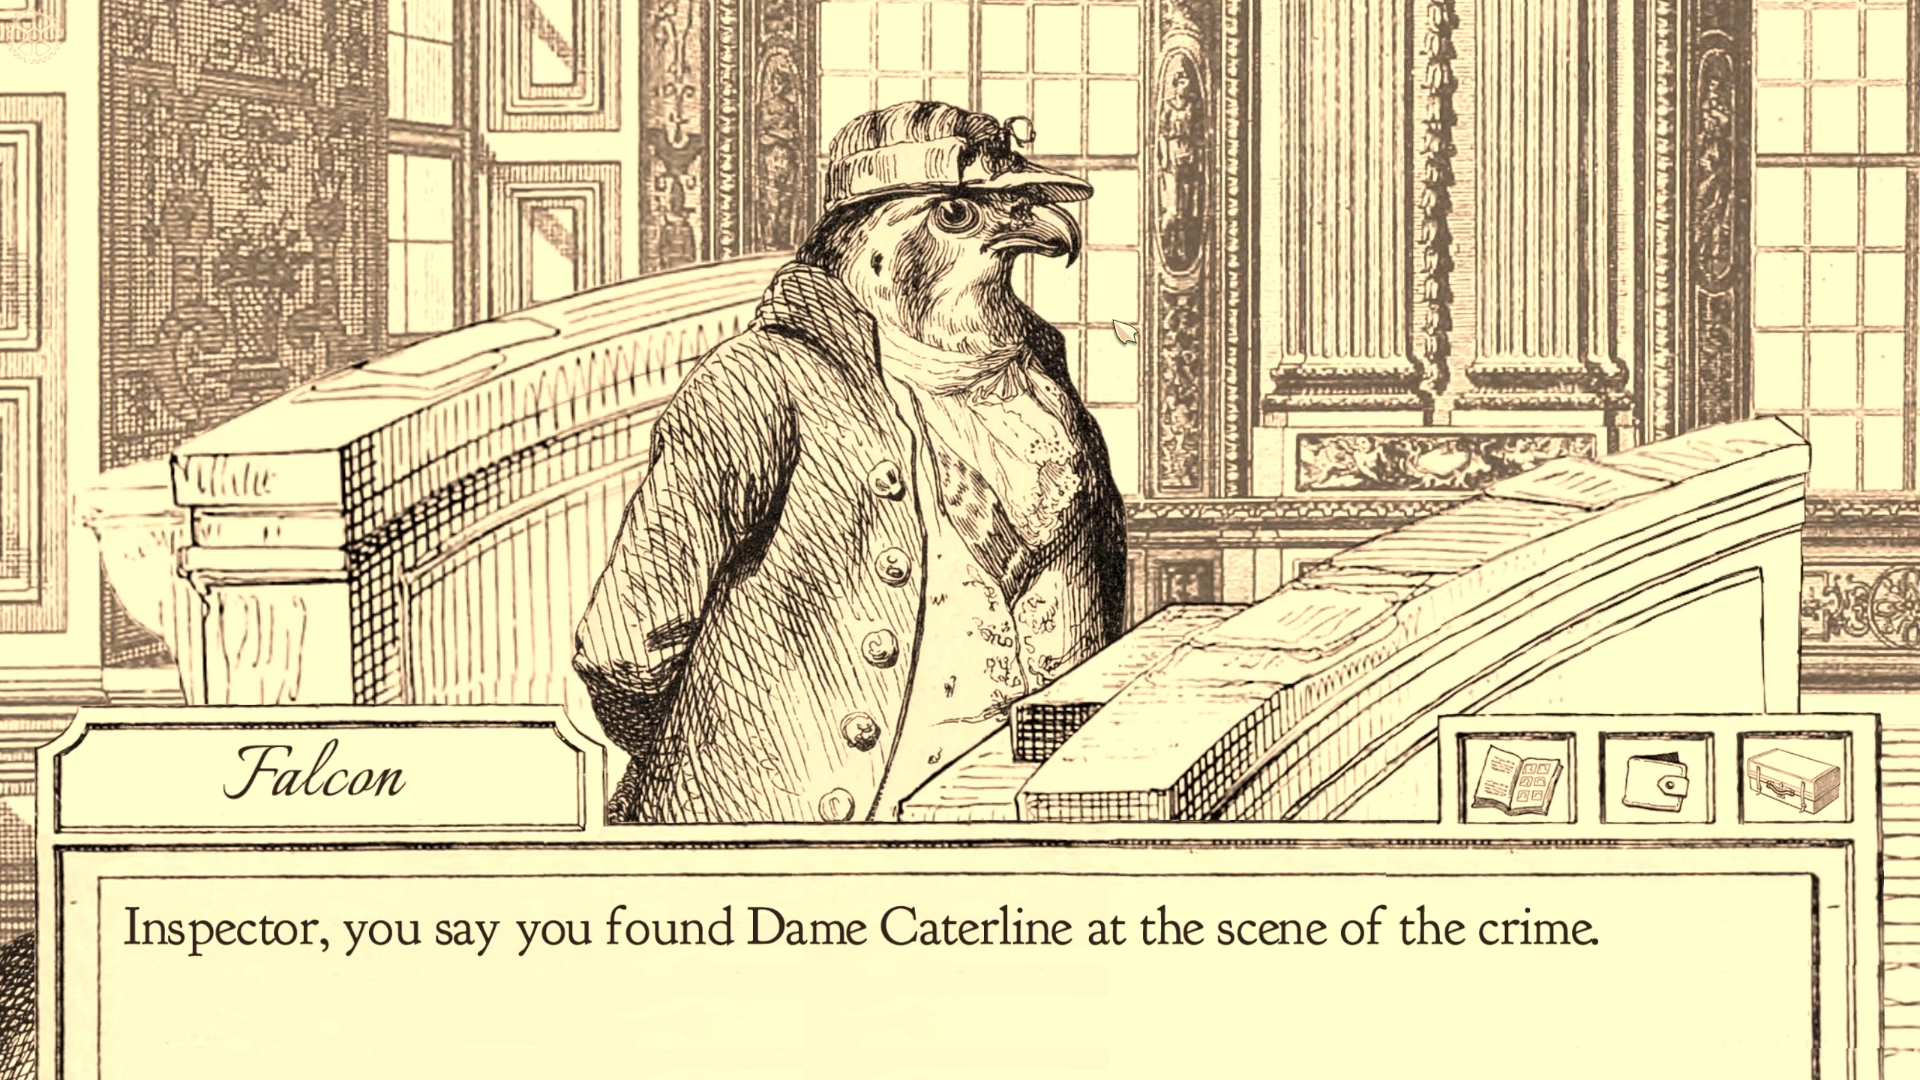 Falcon
Inspector, you say you found Dame Caterline at the scene of the crime.